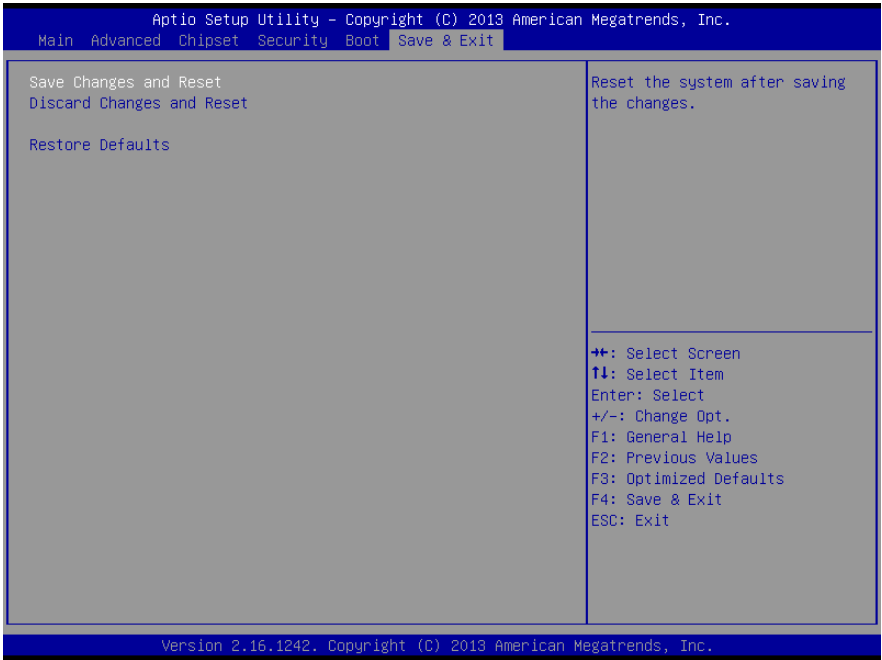 Aptio Setup Utility – Copyright (C) 2013 American Megatrends, Inc.
Main Advanced Chipset Security Boot Save & Exit
Save Changes and Reset
Discard Changes and Reset
Restore Defaults
Reset the system after saving
the changes.
→←: Select Screen
↑↓: Select Item
Enter: Select
+/-: Change Opt.
F1: General Help
F2: Previous Values
F3: Optimized Defaults
F4: Save & Exit
ESC: Exit
Version 2.16.1242. Copyright (C) 2013 American Megatrends, Inc.